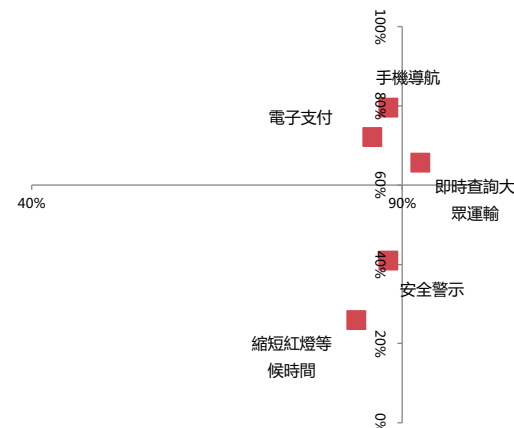 100%
手機導航
80%
電子支付
即時查詢大
眾運輸
60%
40%
90%
40%
安全警示
20%
縮短紅燈等
候時間
0%